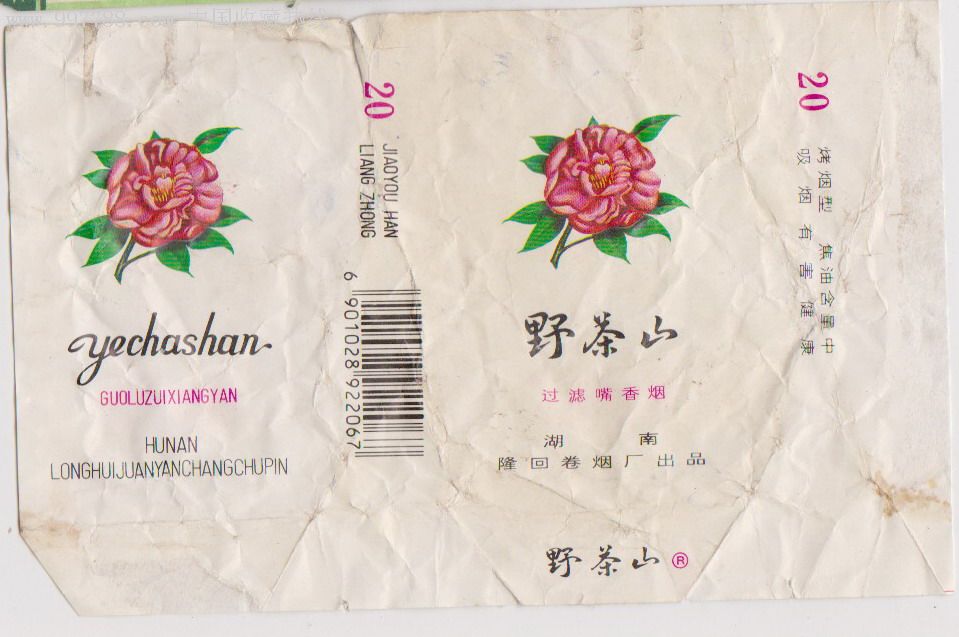 yechashan
GUOLUZUIXIANGYAN
HUNAN
LONGHUIJUANYANCHANGCHUPIN
20
JIAOYOU HAN
LIANG ZHONG
6 901028 922067
野茶山
过滤嘴香烟
湖南
隆回卷烟厂出品
野茶山®
20
烤烟型 焦油含量中
吸烟有害健康